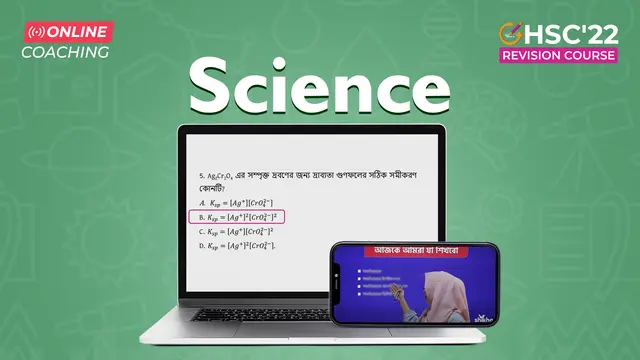 ONLINE
COACHING
HSC'22
REVISION COURSE
Science
5. Ag₂Cr₂O₄ এর সম্পৃক্ত দ্রবণের জন্য দ্রাব্যতা গুণফলের সঠিক সমীকরণ
কোনটি?
A. Kₛₚ = [Ag⁺][CrO₄²⁻]
B. Kₛₚ = [Ag⁺]²[CrO₄²⁻]²
C. Kₛₚ = [Ag⁺][CrO₄²⁻]²
D. Kₛₚ = [Ag⁺]²[CrO₄²⁻].
আজকে আমরা যা শিখবো